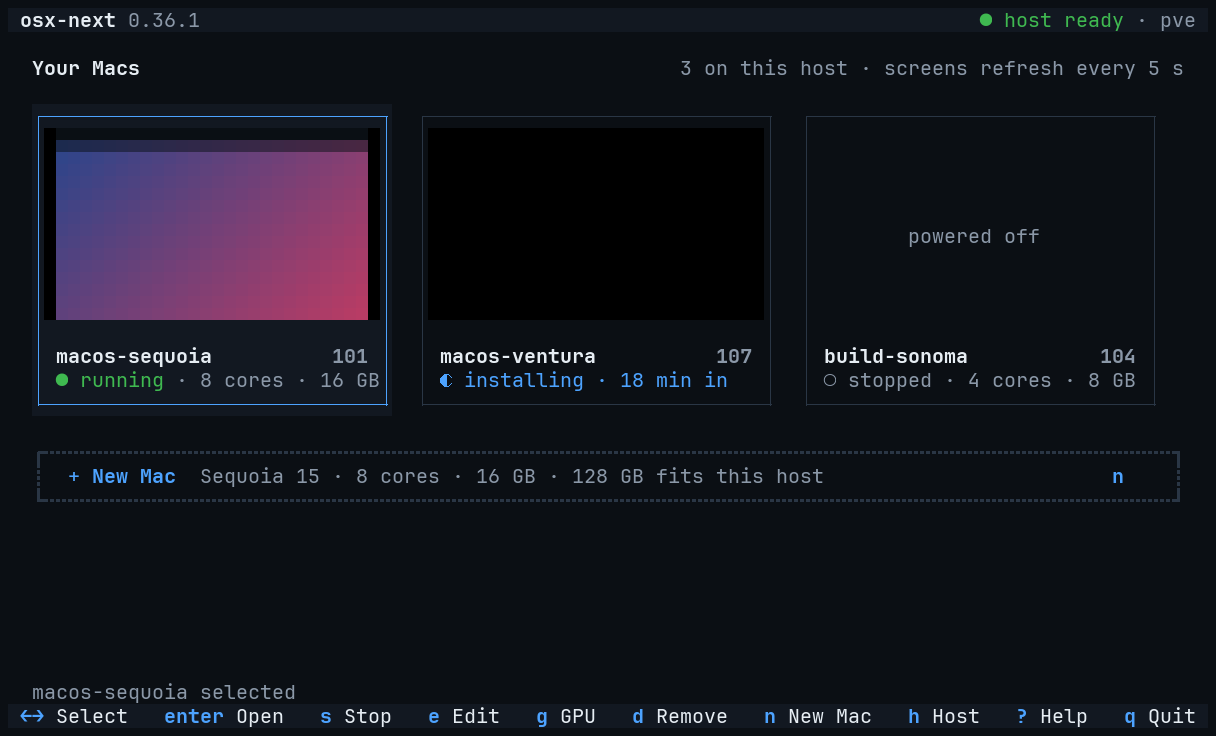 osx-next 0.36.1 ● host ready · pve
Your Macs 3 on this host · screens refresh every 5 s
powered off
macos-sequoia 101
● running · 8 cores · 16 GB
macos-ventura 107
◐ installing · 18 min in
build-sonoma 104
○ stopped · 4 cores · 8 GB
+ New Mac Sequoia 15 · 8 cores · 16 GB · 128 GB fits this host n
macos-sequoia selected
←→ Select enter Open s Stop e Edit g GPU d Remove n New Mac h Host ? Help q Quit